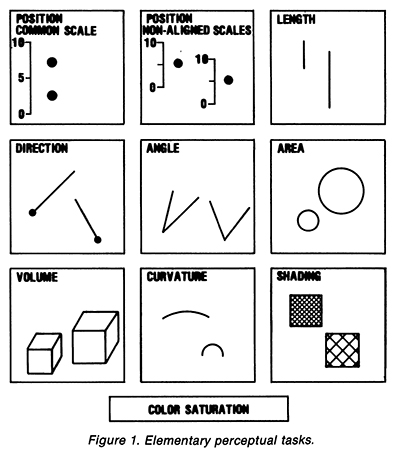 POSITION
COMMON SCALE
10
5
0
POSITION
NON-ALIGNED SCALES
10
0
10
0
LENGTH
DIRECTION
ANGLE
AREA
VOLUME
CURVATURE
SHADING
COLOR SATURATION
Figure 1. Elementary perceptual tasks.